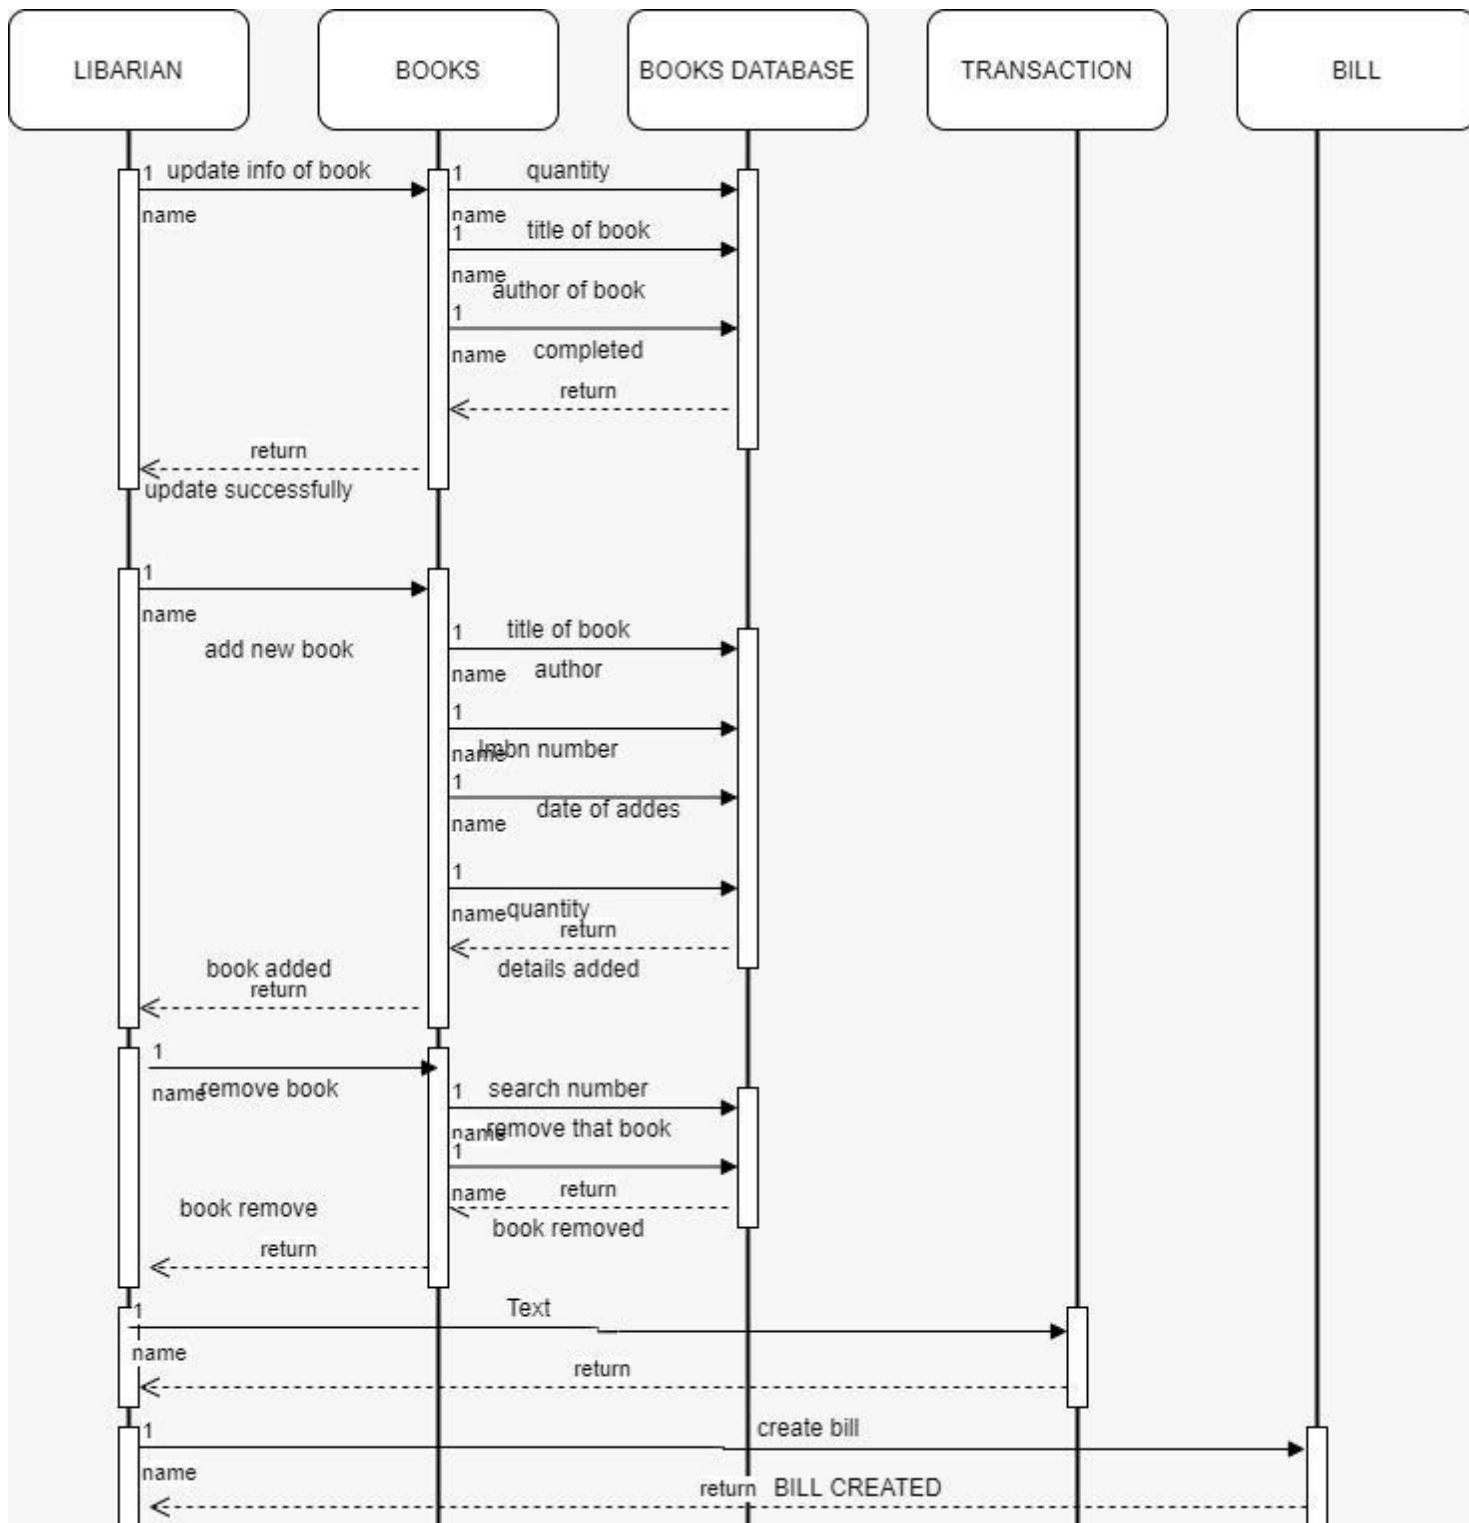 LIBARIAN
BOOKS
BOOKS DATABASE
TRANSACTION
BILL
1 update info of book
1 quantity
name
name
1 title of book
name
author of book
1
name completed
return
return
update successfully
1
name
add new book
1 title of book
name author
1
name
Imbn number
1
date of addes
name
1
name quantity
return
book added
details added
return
1
name remove book
1 search number
name remove that book
1
name return
book remove
book removed
return
1
Text
name
return
1
create bill
name
return BILL CREATED